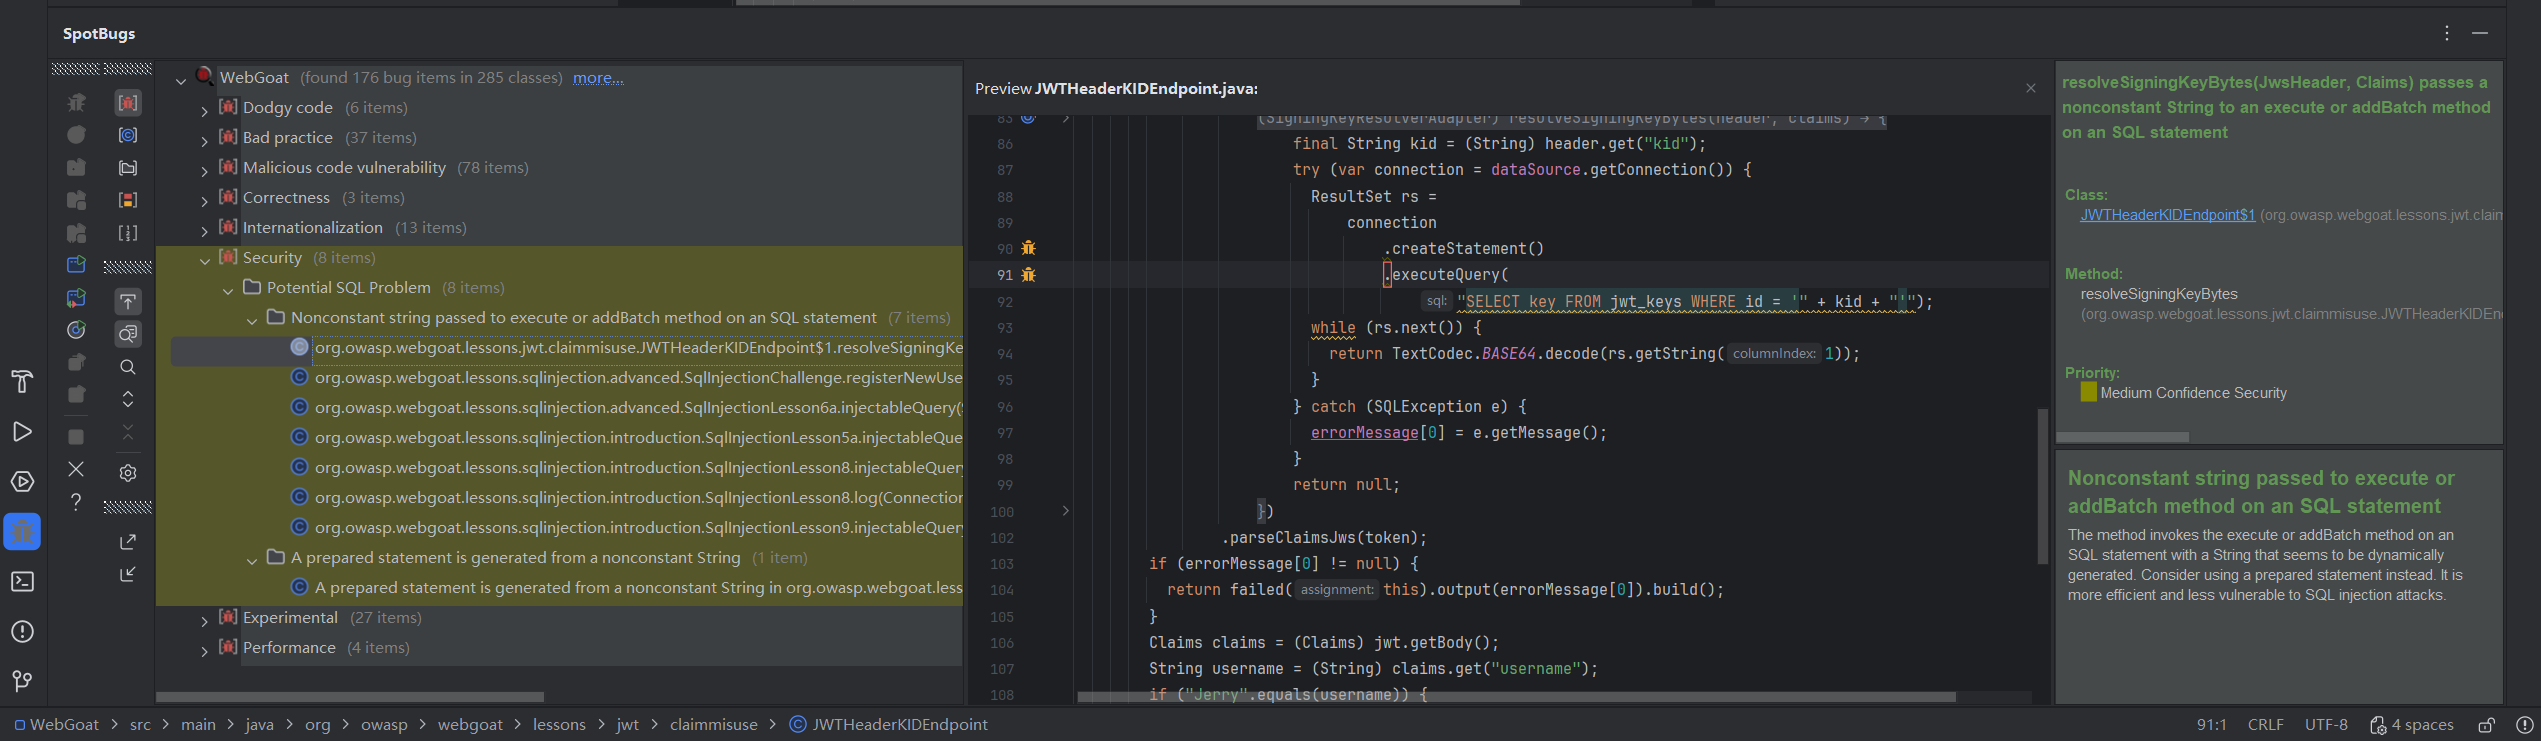 SpotBugs
WebGoat (found 176 bug items in 285 classes) more...
Dodgy code (6 items)
Bad practice (37 items)
Malicious code vulnerability (78 items)
Correctness (3 items)
Internationalization (13 items)
Security (8 items)
Potential SQL Problem (8 items)
Nonconstant string passed to execute or addBatch method on an SQL statement (7 items)
org.owasp.webgoat.lessons.jwt.claimmisuse.JWTHeaderKIDEndpoint$1.resolveSigningKe
org.owasp.webgoat.lessons.sqlinjection.advanced.SqlInjectionChallenge.registerNewUse
org.owasp.webgoat.lessons.sqlinjection.advanced.SqlInjectionLesson6a.injectableQuery(S
org.owasp.webgoat.lessons.sqlinjection.introduction.SqlInjectionLesson5a.injectableQue
org.owasp.webgoat.lessons.sqlinjection.introduction.SqlInjectionLesson8.injectableQuery
org.owasp.webgoat.lessons.sqlinjection.introduction.SqlInjectionLesson8.log(Connection
org.owasp.webgoat.lessons.sqlinjection.introduction.SqlInjectionLesson9.injectableQuery
A prepared statement is generated from a nonconstant String (1 item)
A prepared statement is generated from a nonconstant String in org.owasp.webgoat.less
Experimental (27 items)
Performance (4 items)
Preview JWTHeaderKIDEndpoint.java:
83 (SigningKeyResolverAdapter) resolveSigningKeyBytes(header, claims) → {
86 final String kid = (String) header.get("kid");
87 try (var connection = dataSource.getConnection()) {
88 ResultSet rs =
89 connection
90 .createStatement()
91 .executeQuery(
92 sql: "SELECT key FROM jwt_keys WHERE id = '" + kid + "'");
93 while (rs.next()) {
94 return TextCodec.BASE64.decode(rs.getString( columnIndex: 1));
95 }
96 } catch (SQLException e) {
97 errorMessage[0] = e.getMessage();
98 }
99 return null;
100 })
102 .parseClaimsJws(token);
103 if (errorMessage[0] != null) {
104 return failed( assignment: this).output(errorMessage[0]).build();
105 }
106 Claims claims = (Claims) jwt.getBody();
107 String username = (String) claims.get("username");
108 if ("Jerry".equals(username)) {
resolveSigningKeyBytes(JwsHeader, Claims) passes a
nonconstant String to an execute or addBatch method
on an SQL statement
Class:
JWTHeaderKIDEndpoint$1 (org.owasp.webgoat.lessons.jwt.claim
Method:
resolveSigningKeyBytes
(org.owasp.webgoat.lessons.jwt.claimmisuse.JWTHeaderKIDEn
Priority:
Medium Confidence Security
Nonconstant string passed to execute or
addBatch method on an SQL statement
The method invokes the execute or addBatch method on an
SQL statement with a String that seems to be dynamically
generated. Consider using a prepared statement instead. It is
more efficient and less vulnerable to SQL injection attacks.
WebGoat > src > main > java > org > owasp > webgoat > lessons > jwt > claimmisuse > JWTHeaderKIDEndpoint
91:1 CRLF UTF-8 4 spaces